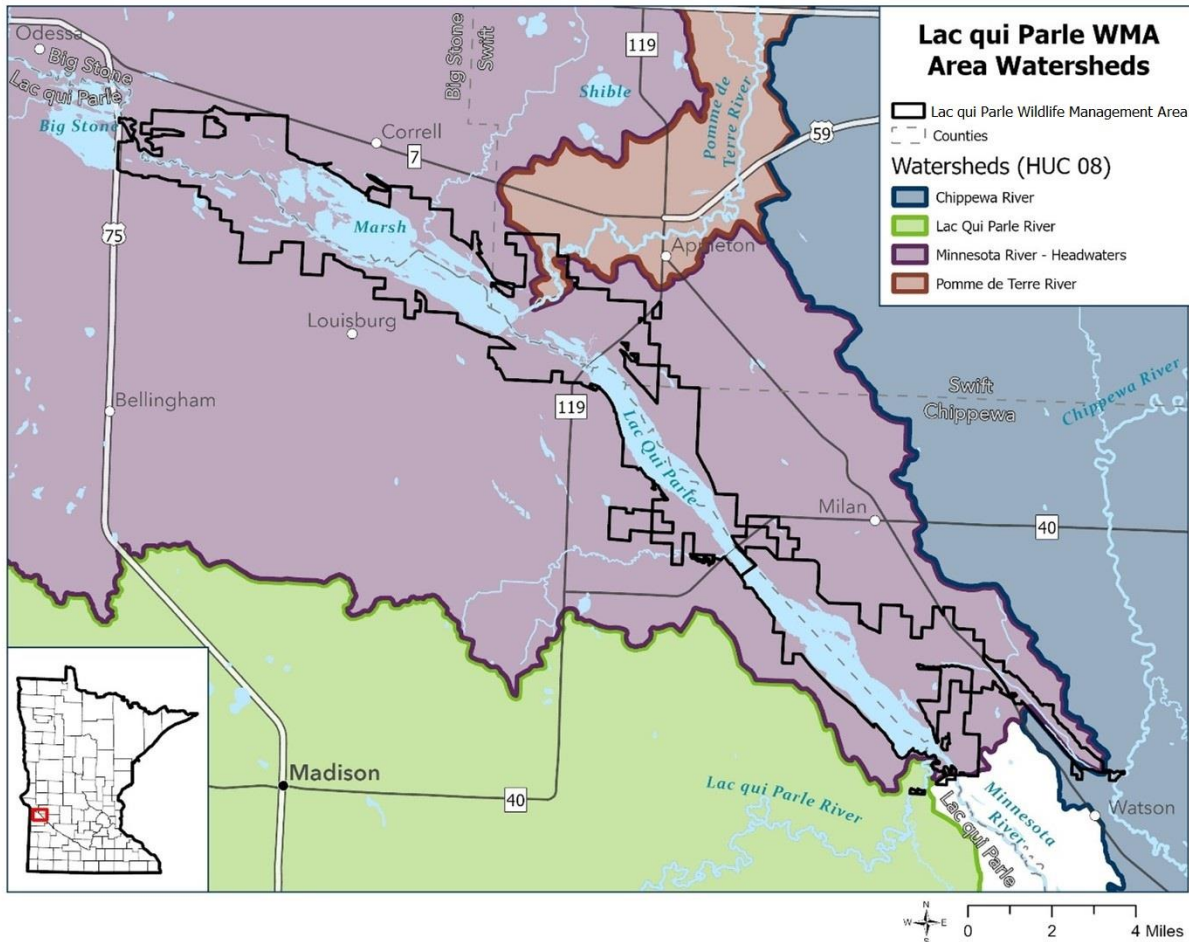 Lac qui Parle WMA
Area Watersheds
Lac qui Parle Wildlife Management Area
Counties
Watersheds (HUC 08)
Chippewa River
Lac Qui Parle River
Minnesota River - Headwaters
Pomme de Terre River
Odessa
Big Stone
Lac qui Parle
Big Stone
Big Stone
Swift
119
Shible
Pomme de
Terre River
59
Correll
7
75
Marsh
Appleton
Louisburg
Bellingham
119
Swift
Chippewa
Chippewa River
Lac Qui Parle
Milan
40
Madison
40
Lac qui Parle River
Minnesota
River
Lac qui Parle
Watson
N
W
E
S
0
2
4 Miles